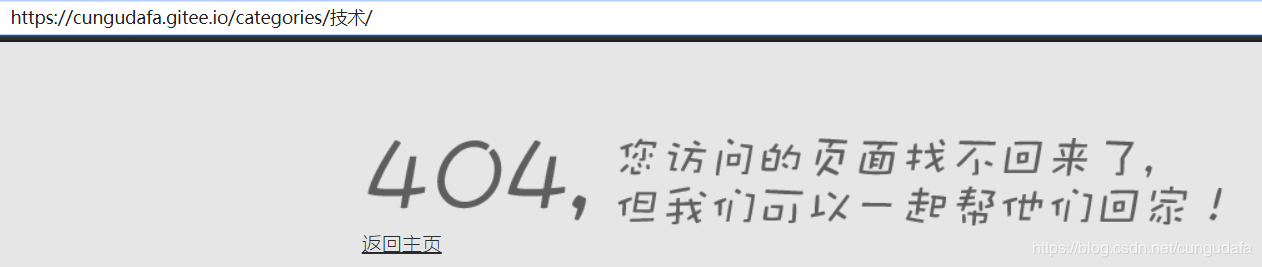 https://cungudafa.gitee.io/categories/技术/
404, 您访问的页面找不回来了,
但我们可以一起帮他们回家!
返回主页
https://blog.csdn.net/cungudafa